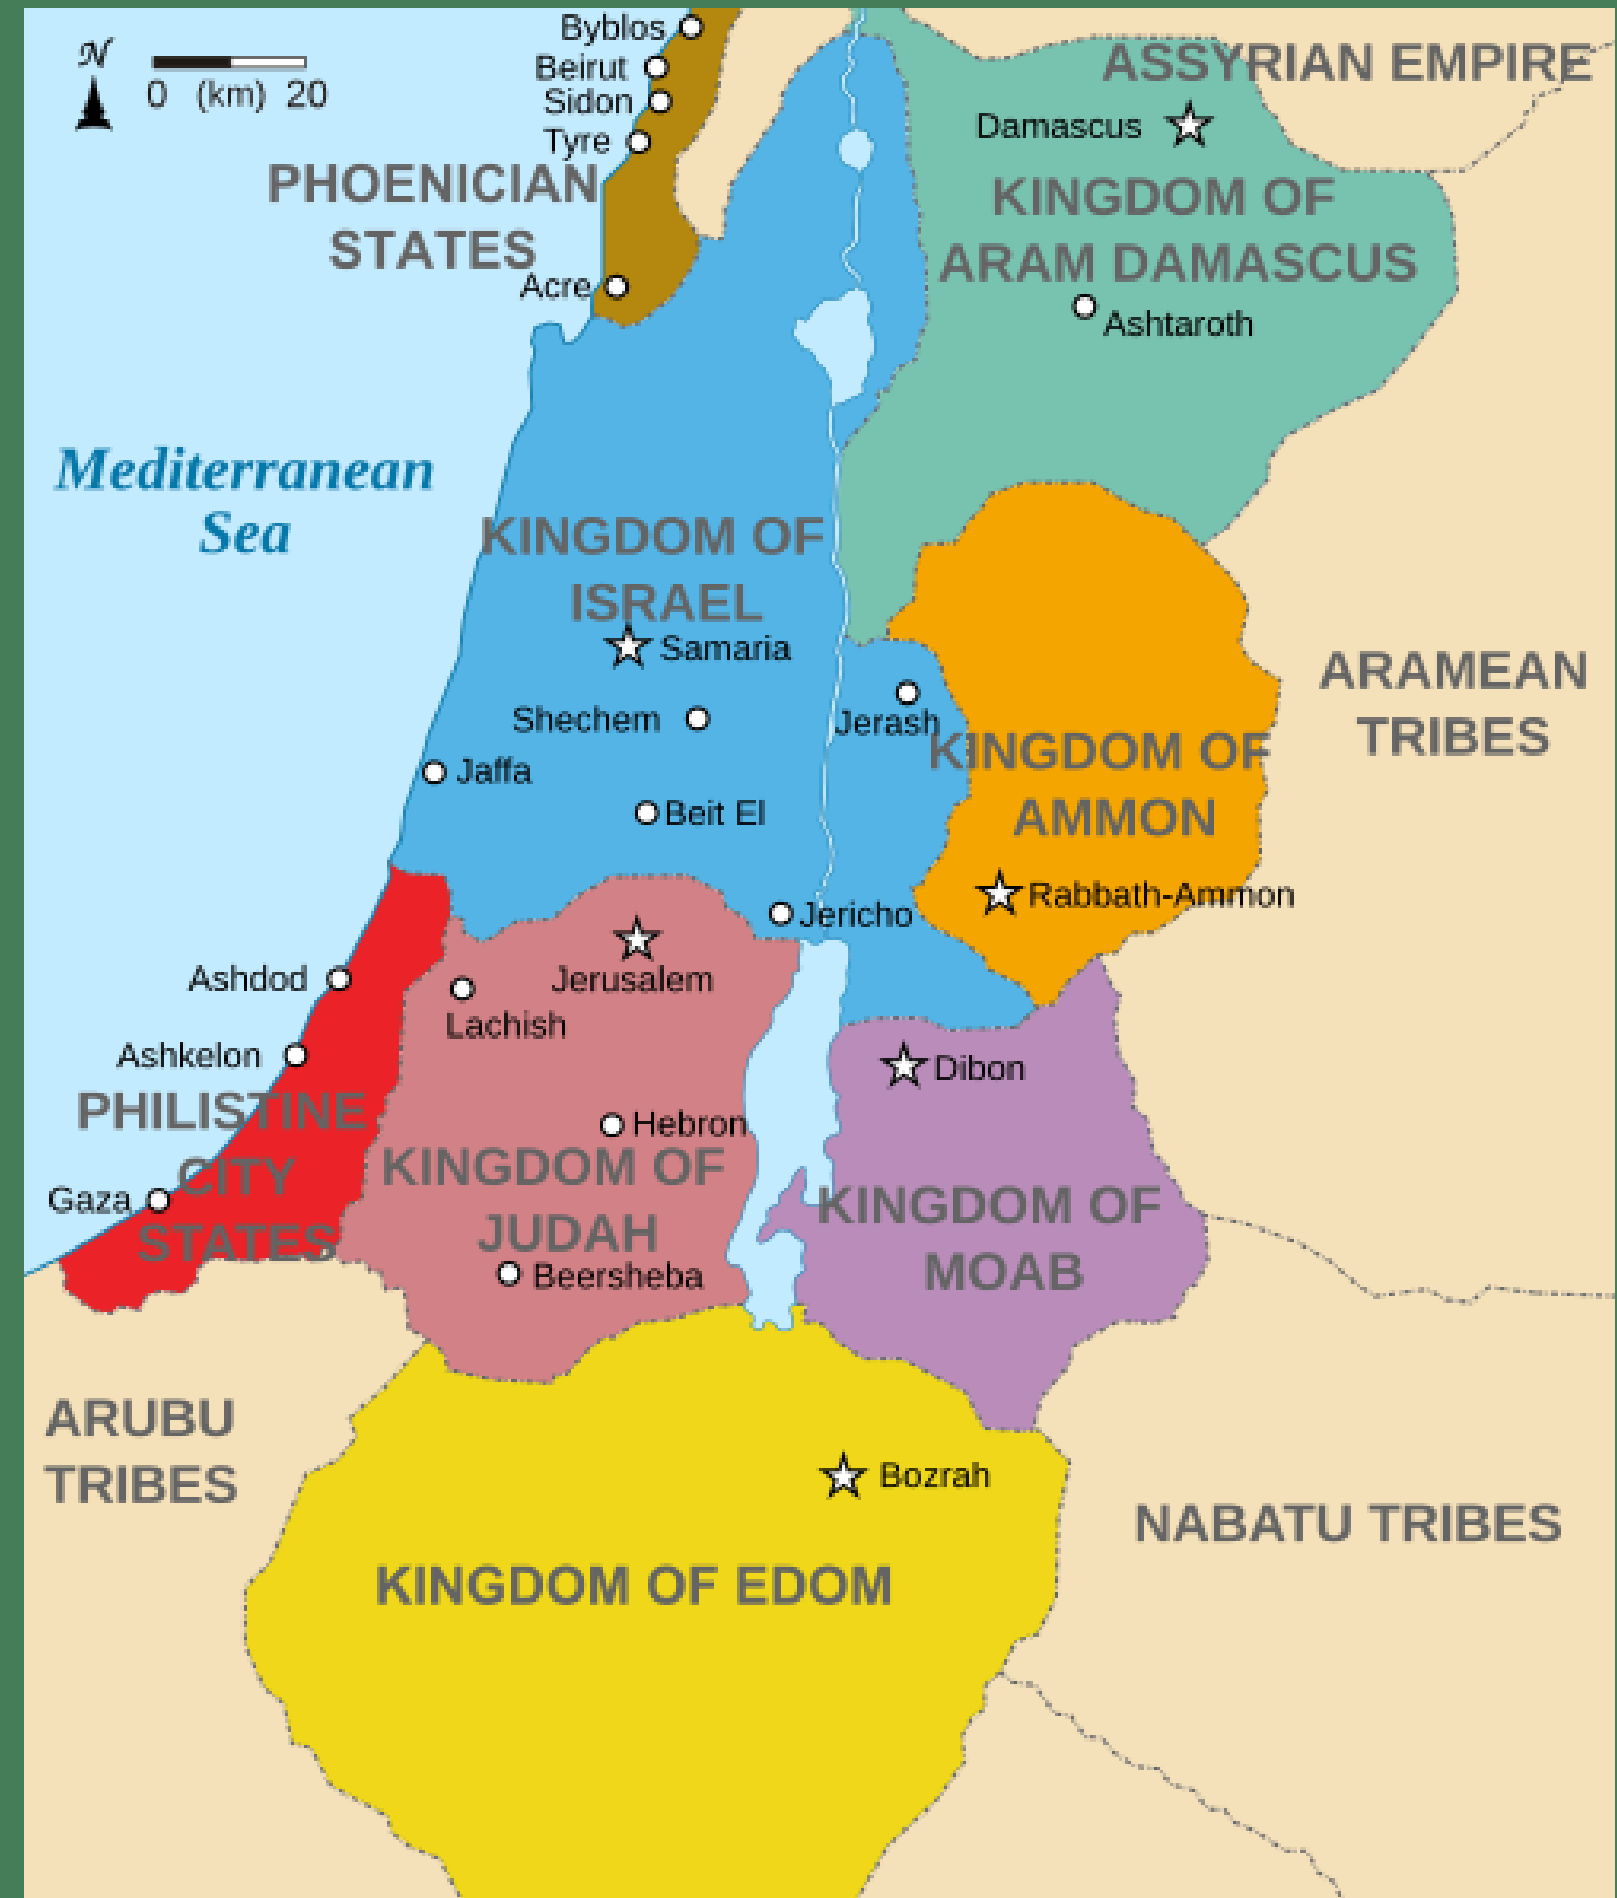 N
0 (km) 20
Byblos
Beirut
Sidon
Tyre
PHOENICIAN
STATES
Acre
ASSYRIAN EMPIRE
Damascus
KINGDOM OF
ARAM DAMASCUS
Ashtaroth
Mediterranean
Sea
KINGDOM OF
ISRAEL
Samaria
Shechem
Jaffa
Beit El
Jerash
Jericho
KINGDOM OF
AMMON
Rabbath-Ammon
ARAMEAN
TRIBES
Ashdod
Ashkelon
PHILISTINE
CITY
STATES
Gaza
Jerusalem
Lachish
Hebron
KINGDOM OF
JUDAH
Beersheba
Dibon
KINGDOM OF
MOAB
ARUBU
TRIBES
Bozrah
KINGDOM OF EDOM
NABATU TRIBES